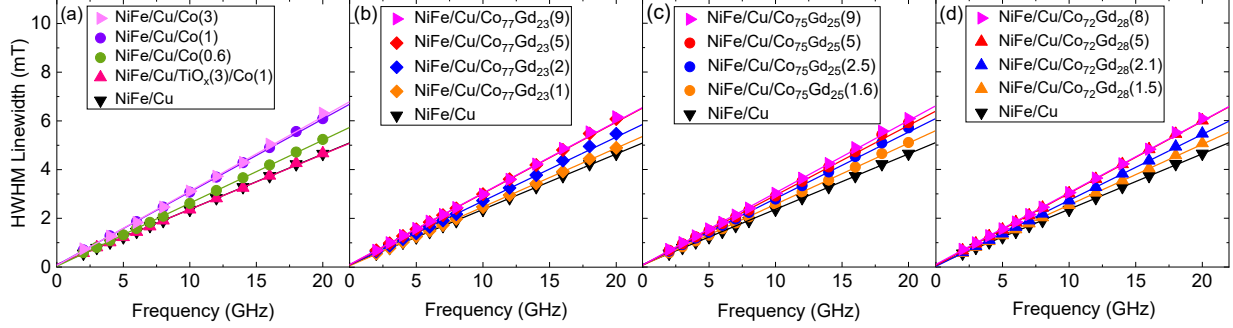 (a)
NiFe/Cu/Co(3)
NiFe/Cu/Co(1)
NiFe/Cu/Co(0.6)
NiFe/Cu/TiOₓ(3)/Co(1)
NiFe/Cu
(b)
NiFe/Cu/Co₇₇Gd₂₃(9)
NiFe/Cu/Co₇₇Gd₂₃(5)
NiFe/Cu/Co₇₇Gd₂₃(2)
NiFe/Cu/Co₇₇Gd₂₃(1)
NiFe/Cu
(c)
NiFe/Cu/Co₇₅Gd₂₅(9)
NiFe/Cu/Co₇₅Gd₂₅(5)
NiFe/Cu/Co₇₅Gd₂₅(2.5)
NiFe/Cu/Co₇₅Gd₂₅(1.6)
NiFe/Cu
(d)
NiFe/Cu/Co₇₂Gd₂₈(8)
NiFe/Cu/Co₇₂Gd₂₈(5)
NiFe/Cu/Co₇₂Gd₂₈(2.1)
NiFe/Cu/Co₇₂Gd₂₈(1.5)
NiFe/Cu
HWHM Linewidth (mT)
10
8
6
4
2
0
0 5 10 15 20
5 10 15 20
5 10 15 20
5 10 15 20
Frequency (GHz)
Frequency (GHz)
Frequency (GHz)
Frequency (GHz)